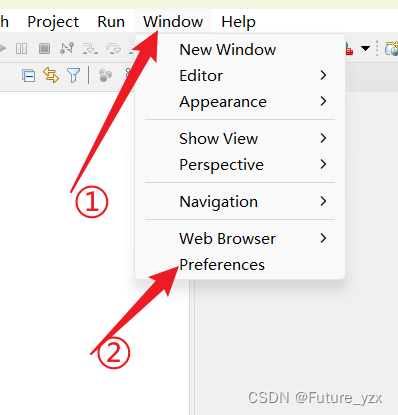 h Project Run Window Help
New Window
Editor
Appearance
Show View
Perspective
Navigation
Web Browser
Preferences
①
②
CSDN @Future_yzx